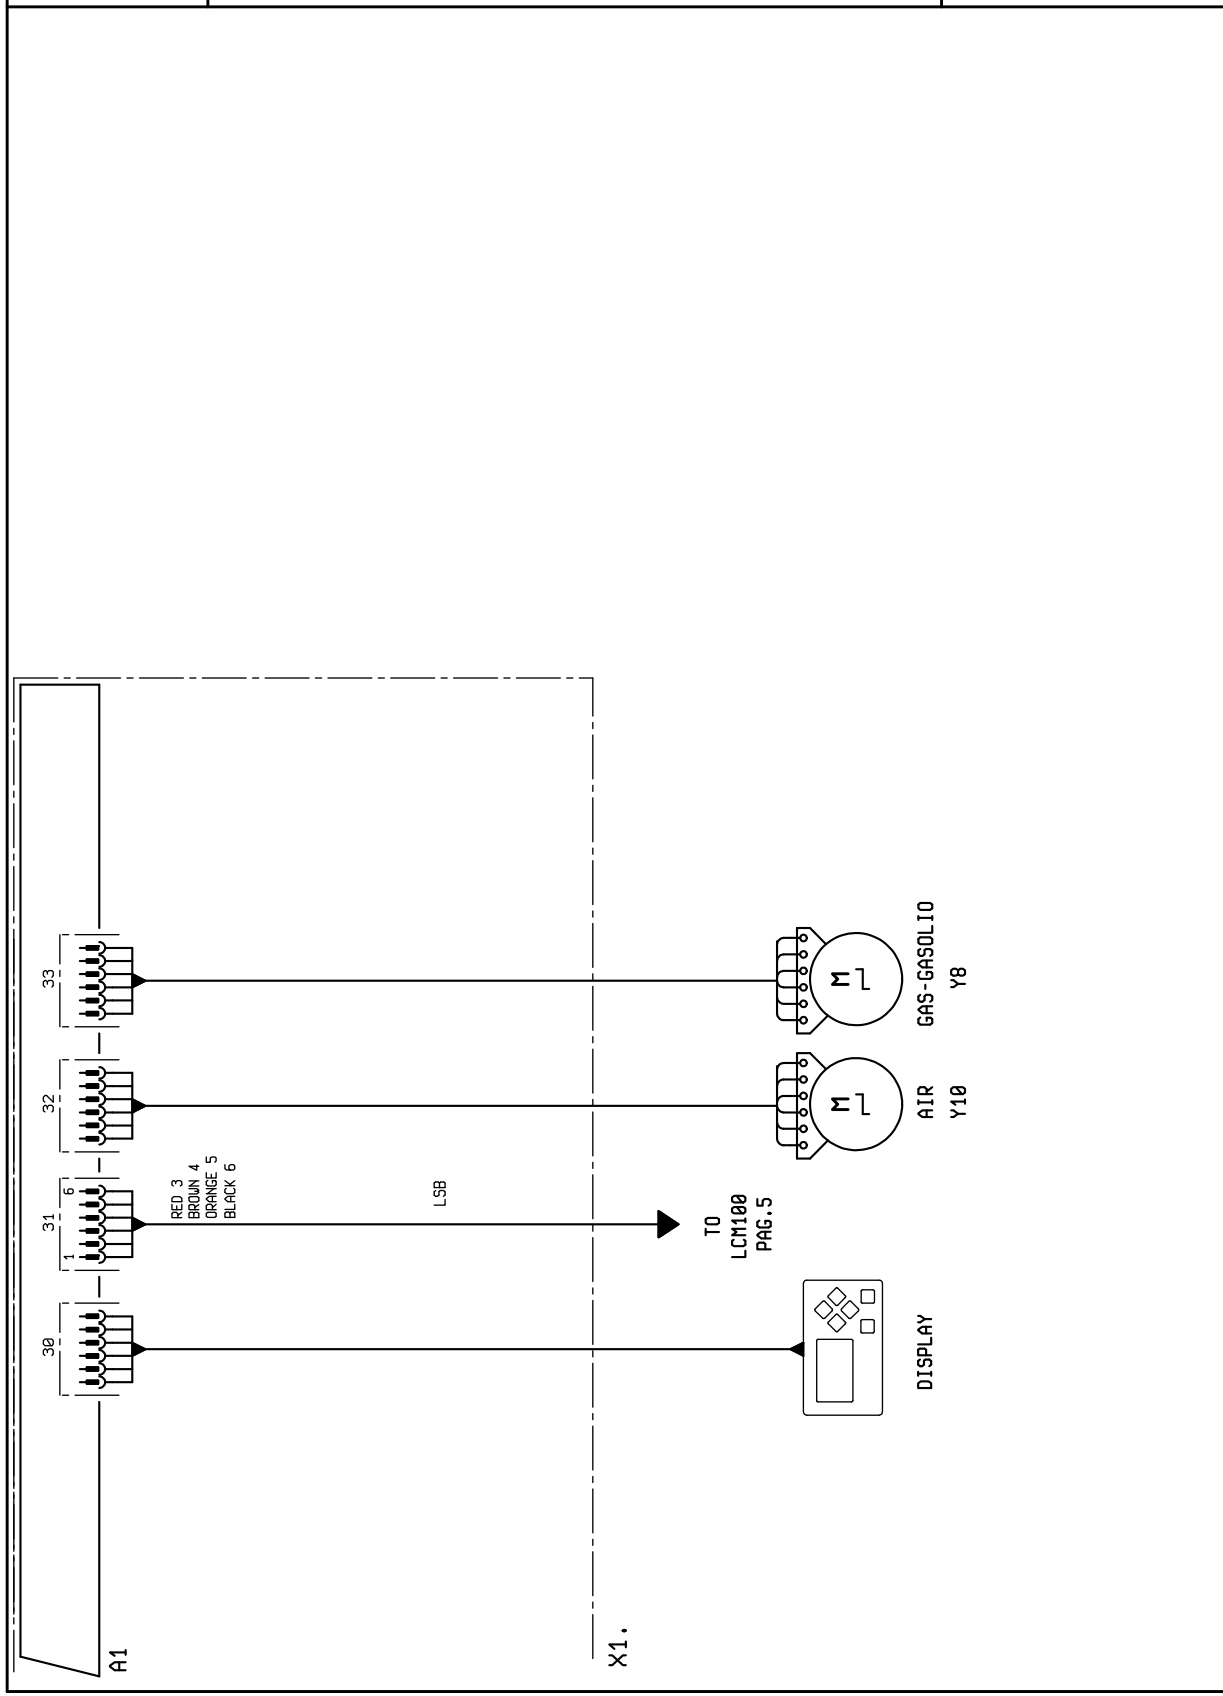 A1
30
31
32
33
1
6
RED 3
BROWN 4
ORANGE 5
BLACK 6
LSB
X1.
TO
LCM100
PAG.5
M
M
DISPLAY
AIR
Y10
GAS-GASOLIO
Y8